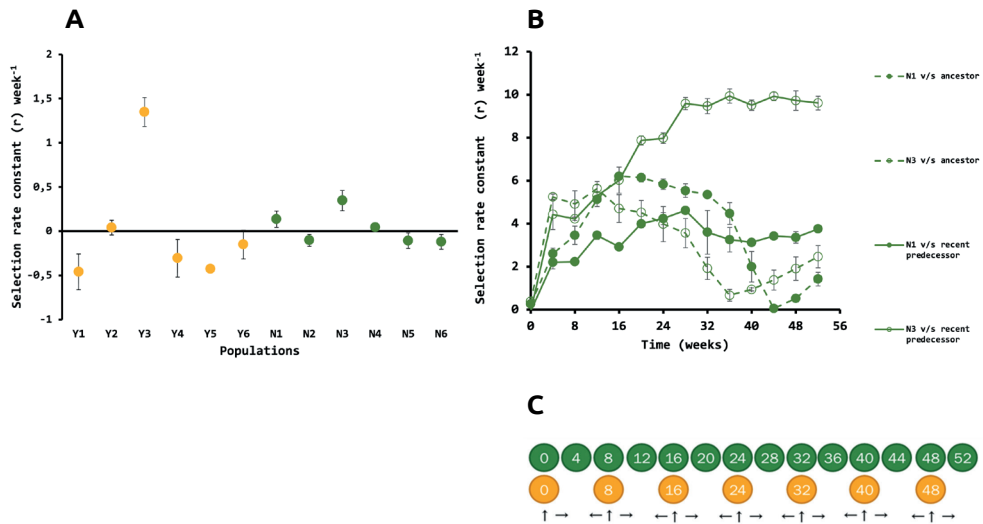 A
Selection rate constant (r) week⁻¹
2
1,5
1
0,5
0
-0,5
-1
Y1 Y2 Y3 Y4 Y5 Y6 N1 N2 N3 N4 N5 N6
Populations
B
Selection rate constant (r) week⁻¹
12
10
8
6
4
2
0
0 8 16 24 32 40 48 56
Time (weeks)
N1 v/s ancestor
N3 v/s ancestor
N1 v/s recent
predecessor
N3 v/s recent
predecessor
C
0 4 8 12 16 20 24 28 32 36 40 44 48 52
0 8 16 24 32 40 48
↑ → ←↑→ ←↑→ ←↑→ ←↑→ ←↑→ ←↑→